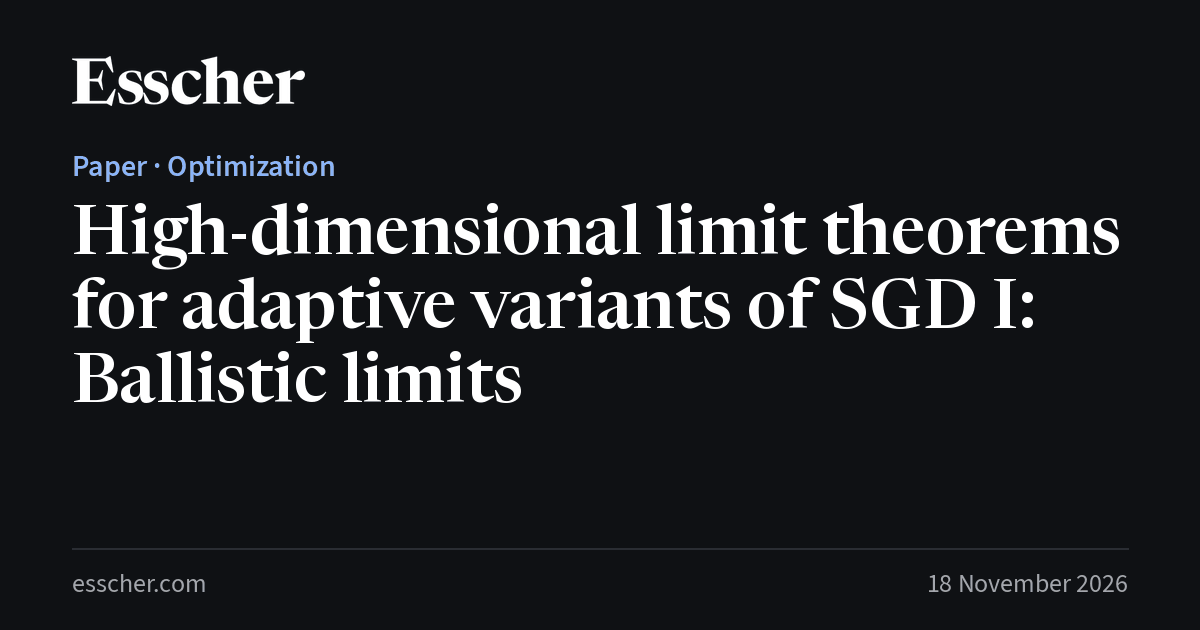 Esscher
Paper · Optimization
High-dimensional limit theorems
for adaptive variants of SGD I:
Ballistic limits
esscher.com
18 November 2026